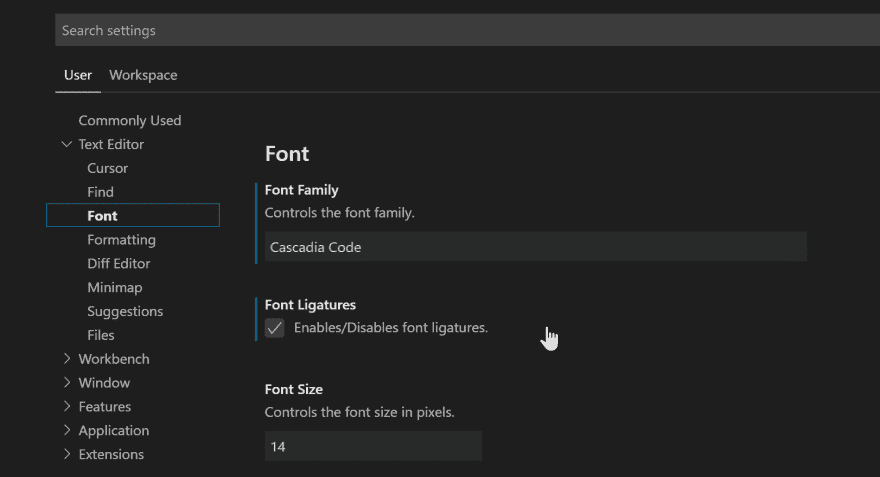 Search settings
User Workspace
Commonly Used
Text Editor
Cursor
Find
Font
Formatting
Diff Editor
Minimap
Suggestions
Files
Workbench
Window
Features
Application
Extensions
Font
Font Family
Controls the font family.
Cascadia Code
Font Ligatures
Enables/Disables font ligatures.
Font Size
Controls the font size in pixels.
14